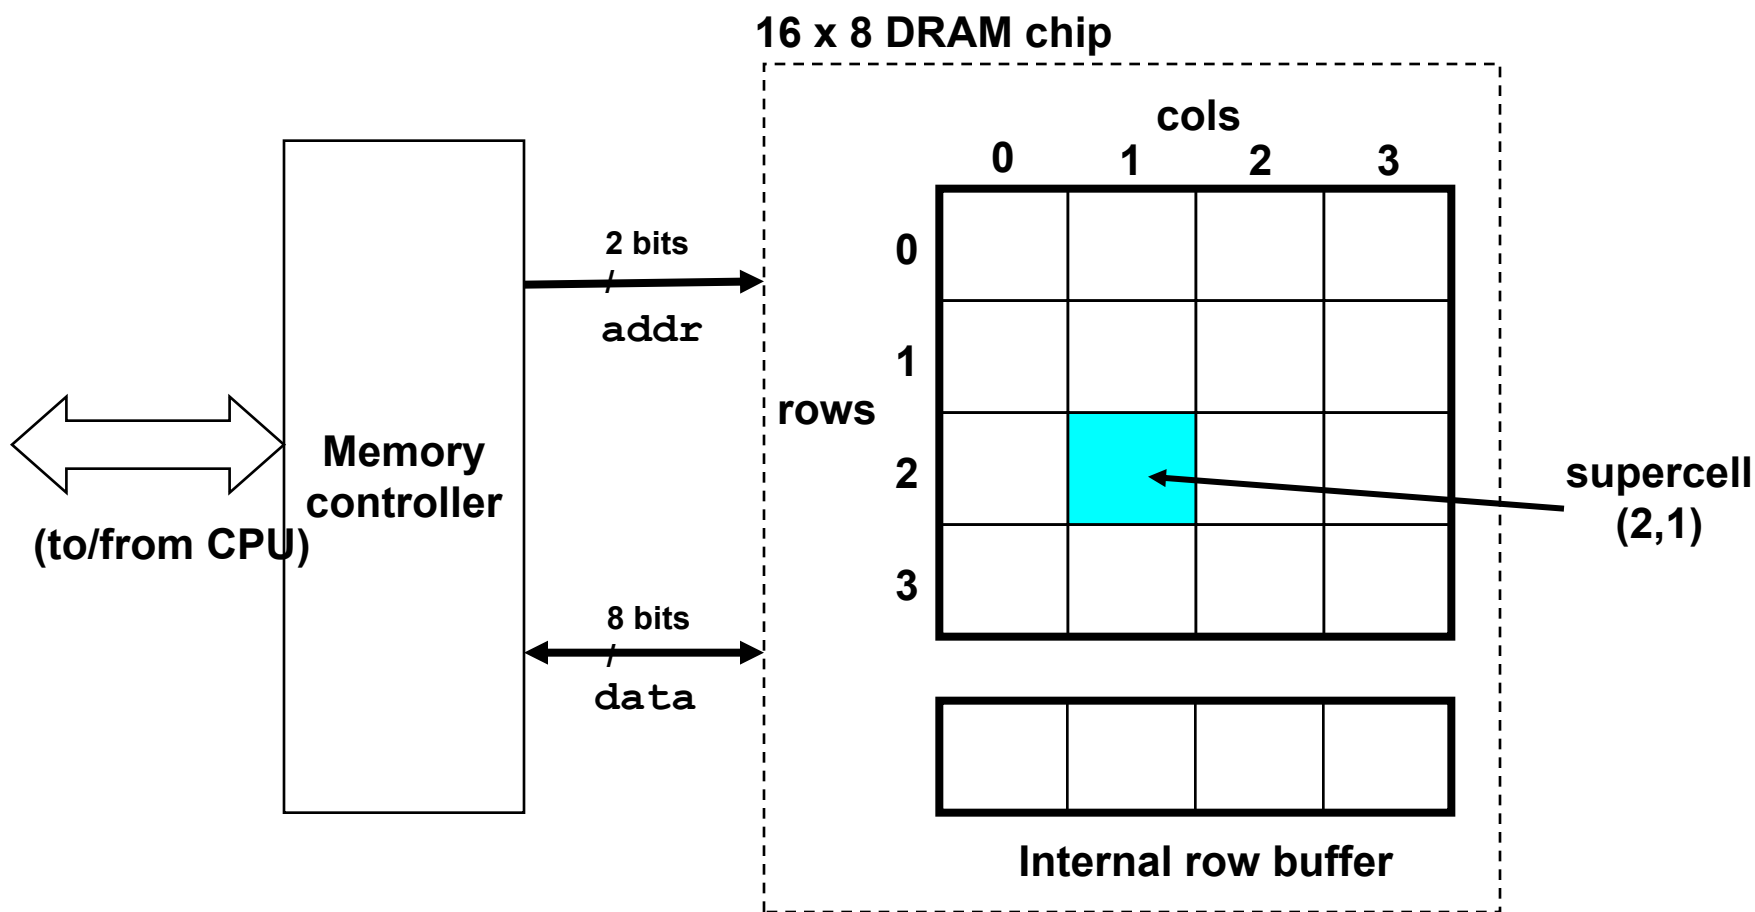 16 x 8 DRAM chip
cols
0 1 2 3
0
1
2
3
rows
2 bits
addr
Memory
controller
(to/from CPU)
8 bits
data
supercell
(2,1)
Internal row buffer